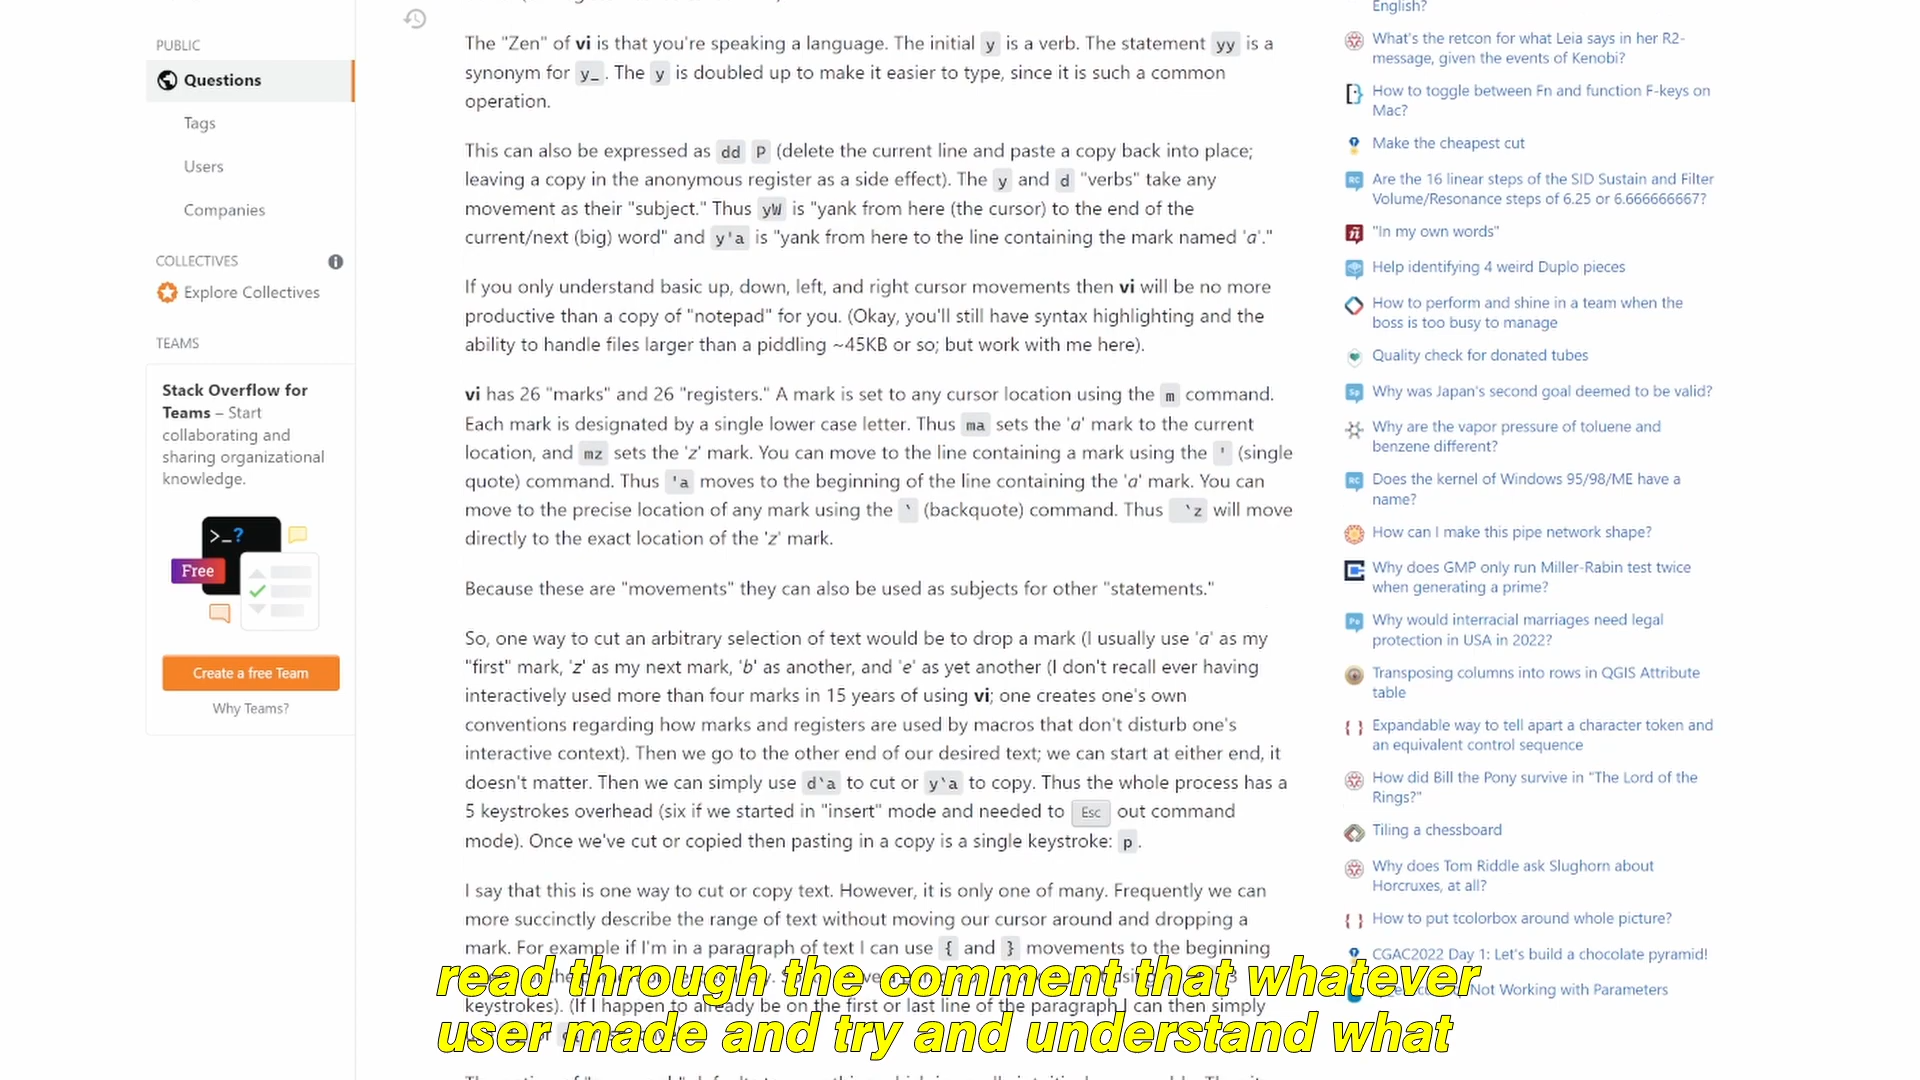 PUBLIC
Questions
Tags
Users
Companies
COLLECTIVES
Explore Collectives
TEAMS
Stack Overflow for
Teams – Start
collaborating and
sharing organizational
knowledge.
>_?
Free
Create a free Team
Why Teams?
The "Zen" of vi is that you're speaking a language. The initial y is a verb. The statement yy is a
synonym for y_. The y is doubled up to make it easier to type, since it is such a common
operation.
This can also be expressed as dd P (delete the current line and paste a copy back into place;
leaving a copy in the anonymous register as a side effect). The y and d "verbs" take any
movement as their "subject." Thus yW is "yank from here (the cursor) to the end of the
current/next (big) word" and y'a is "yank from here to the line containing the mark named 'a'."
If you only understand basic up, down, left, and right cursor movements then vi will be no more
productive than a copy of "notepad" for you. (Okay, you'll still have syntax highlighting and the
ability to handle files larger than a piddling ~45KB or so; but work with me here).
vi has 26 "marks" and 26 "registers." A mark is set to any cursor location using the m command.
Each mark is designated by a single lower case letter. Thus ma sets the 'a' mark to the current
location, and mz sets the 'z' mark. You can move to the line containing a mark using the ' (single
quote) command. Thus 'a moves to the beginning of the line containing the 'a' mark. You can
move to the precise location of any mark using the ` (backquote) command. Thus `z will move
directly to the exact location of the 'z' mark.
Because these are "movements" they can also be used as subjects for other "statements."
So, one way to cut an arbitrary selection of text would be to drop a mark (I usually use 'a' as my
"first" mark, 'z' as my next mark, 'b' as another, and 'e' as yet another (I don't recall ever having
interactively used more than four marks in 15 years of using vi; one creates one's own
conventions regarding how marks and registers are used by macros that don't disturb one's
interactive context). Then we go to the other end of our desired text; we can start at either end, it
doesn't matter. Then we can simply use d`a to cut or y`a to copy. Thus the whole process has a
5 keystrokes overhead (six if we started in "insert" mode and needed to Esc out command
mode). Once we've cut or copied then pasting in a copy is a single keystroke: p.
I say that this is one way to cut or copy text. However, it is only one of many. Frequently we can
more succinctly describe the range of text without moving our cursor around and dropping a
mark. For example if I'm in a paragraph of text I can use { and } movements to the beginning
keystrokes). (If I happen to already be on the first or last line of the paragraph I can then simply
read through the comment that whatever
user made and try and understand what
English?
What's the retcon for what Leia says in her R2-
message, given the events of Kenobi?
How to toggle between Fn and function F-keys on
Mac?
Make the cheapest cut
Are the 16 linear steps of the SID Sustain and Filter
Volume/Resonance steps of 6.25 or 6.666666667?
"In my own words"
Help identifying 4 weird Duplo pieces
How to perform and shine in a team when the
boss is too busy to manage
Quality check for donated tubes
Why was Japan's second goal deemed to be valid?
Why are the vapor pressure of toluene and
benzene different?
Does the kernel of Windows 95/98/ME have a
name?
How can I make this pipe network shape?
Why does GMP only run Miller-Rabin test twice
when generating a prime?
Why would interracial marriages need legal
protection in USA in 2022?
Transposing columns into rows in QGIS Attribute
table
Expandable way to tell apart a character token and
an equivalent control sequence
How did Bill the Pony survive in "The Lord of the
Rings?"
Tiling a chessboard
Why does Tom Riddle ask Slughorn about
Horcruxes, at all?
How to put tcolorbox around whole picture?
CGAC2022 Day 1: Let's build a chocolate pyramid!
Not Working with Parameters